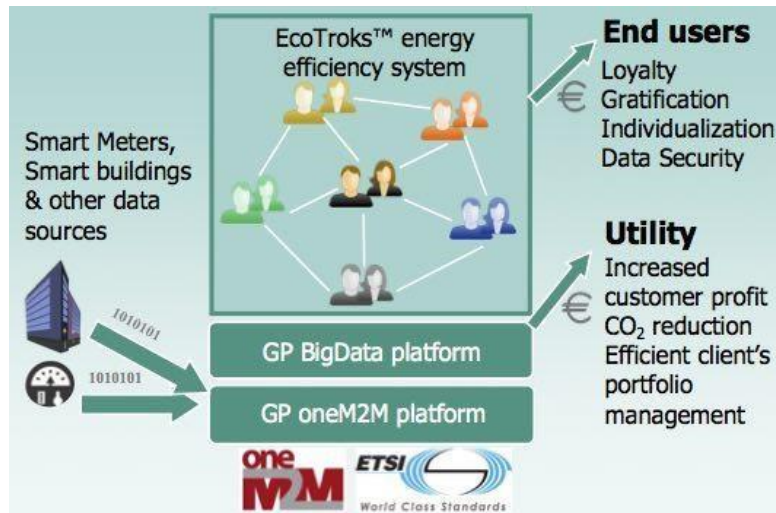 EcoTroks™ energy
efficiency system
Smart Meters,
Smart buildings
& other data
sources
1010101
1010101
GP BigData platform
GP oneM2M platform
one
M2M
ETSI
World Class Standards
End users
€
Loyalty
Gratification
Individualization
Data Security
Utility
€
Increased
customer profit
CO₂ reduction
Efficient client's
portfolio
management